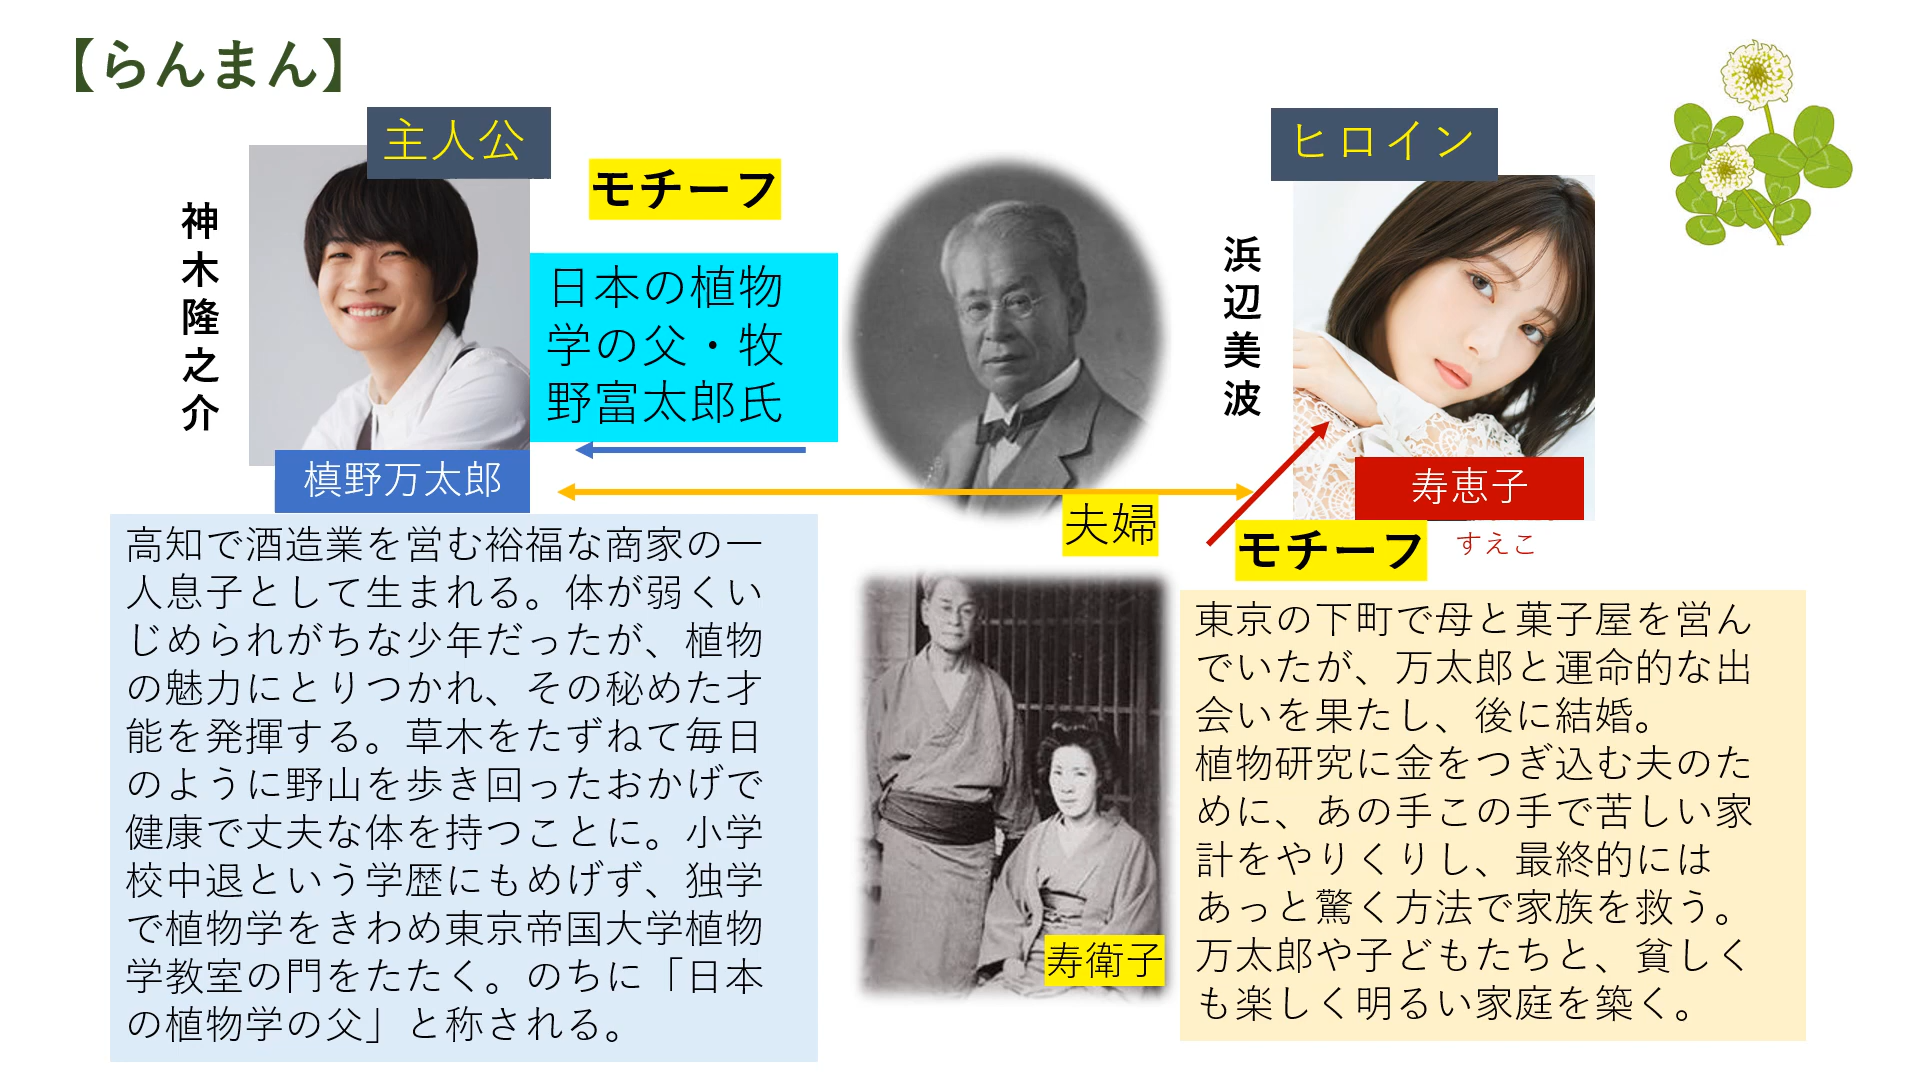 【らんまん】
主人公
神木隆之介
槙野万太郎
モチーフ
日本の植物
学の父・牧
野富太郎氏
ヒロイン
浜辺美波
寿恵子
すえこ
夫婦
モチーフ
寿衛子
高知で酒造業を営む裕福な商家の一
人息子として生まれる。体が弱くい
じめられがちな少年だったが、植物
の魅力にとりつかれ、その秘めた才
能を発揮する。草木をたずねて毎日
のように野山を歩き回ったおかげで
健康で丈夫な体を持つことに。小学
校中退という学歴にもめげず、独学
で植物学をきわめ東京帝国大学植物
学教室の門をたたく。のちに「日本
の植物学の父」と称される。
東京の下町で母と菓子屋を営ん
でいたが、万太郎と運命的な出
会いを果たし、後に結婚。
植物研究に金をつぎ込む夫のた
めに、あの手この手で苦しい家
計をやりくりし、最終的には
あっと驚く方法で家族を救う。
万太郎や子どもたちと、貧しく
も楽しく明るい家庭を築く。